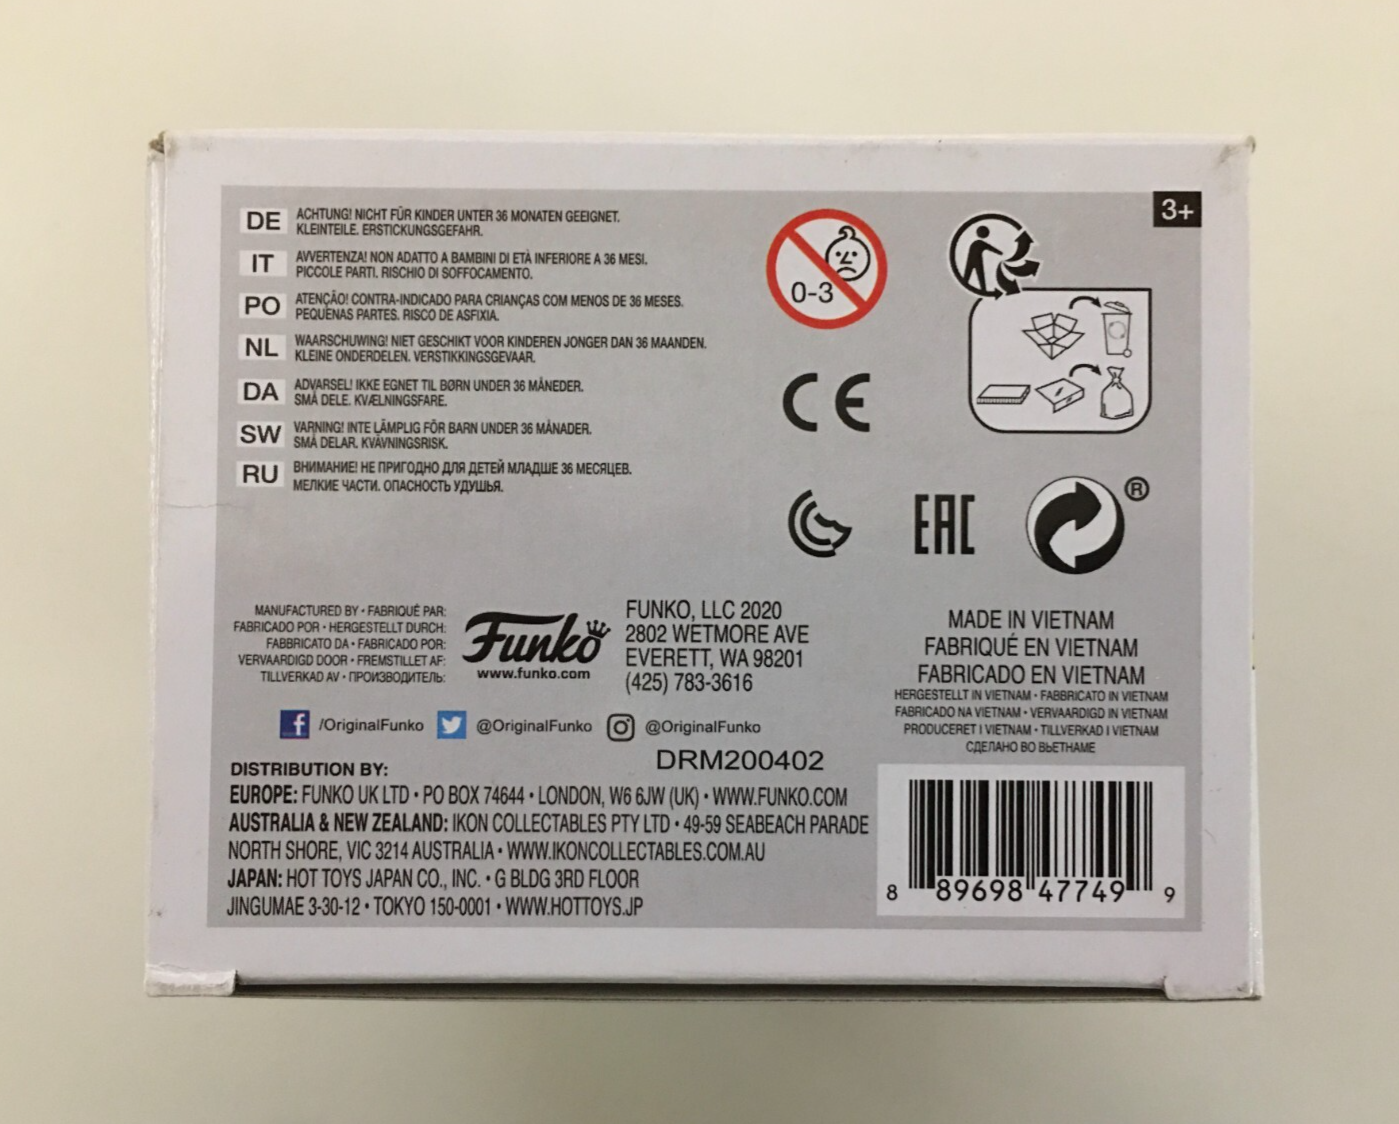 3+
DE ACHTUNG! NICHT FÜR KINDER UNTER 36 MONATEN GEEIGNET.
KLEINTEILE. ERSTICKUNGSGEFAHR.
IT AVVERTENZA! NON ADATTO A BAMBINI DI ETÀ INFERIORE A 36 MESI.
PICCOLE PARTI. RISCHIO DI SOFFOCAMENTO.
PO ATENÇÃO! CONTRA-INDICADO PARA CRIANÇAS COM MENOS DE 36 MESES.
PEQUENAS PARTES. RISCO DE ASFIXIA.
NL WAARSCHUWING! NIET GESCHIKT VOOR KINDEREN JONGER DAN 36 MAANDEN.
KLEINE ONDERDELEN. VERSTIKKINGSGEVAAR.
DA ADVARSEL! IKKE EGNET TIL BØRN UNDER 36 MÅNEDER.
SMÅ DELE. KVÆLNINGSFARE.
SW VARNING! INTE LÄMPLIG FÖR BARN UNDER 36 MÅNADER.
SMÅ DELAR. KVÄVNINGSRISK.
RU ВНИМАНИЕ! НЕ ПРИГОДНО ДЛЯ ДЕТЕЙ МЛАДШЕ 36 МЕСЯЦЕВ.
МЕЛКИЕ ЧАСТИ. ОПАСНОСТЬ УДУШЬЯ.
0-3
CE
EAC
®
MANUFACTURED BY • FABRIQUÉ PAR:
FABRICADO POR • HERGESTELLT DURCH:
FABBRICATO DA • FABRICADO POR:
VERVAARDIGD DOOR • FREMSTILLET AF:
TILLVERKAD AV • ПРОИЗВОДИТЕЛЬ:
Funko
www.funko.com
FUNKO, LLC 2020
2802 WETMORE AVE
EVERETT, WA 98201
(425) 783-3616
MADE IN VIETNAM
FABRIQUÉ EN VIETNAM
FABRICADO EN VIETNAM
HERGESTELLT IN VIETNAM • FABBRICATO IN VIETNAM
FABRICADO NA VIETNAM • VERVAARDIGD IN VIETNAM
PRODUCERET I VIETNAM • TILLVERKAD I VIETNAM
СДЕЛАНО ВО ВЬЕТНАМЕ
f /OriginalFunko @OriginalFunko @OriginalFunko
DRM200402
DISTRIBUTION BY:
EUROPE: FUNKO UK LTD • PO BOX 74644 • LONDON, W6 6JW (UK) • WWW.FUNKO.COM
AUSTRALIA & NEW ZEALAND: IKON COLLECTABLES PTY LTD • 49-59 SEABEACH PARADE
NORTH SHORE, VIC 3214 AUSTRALIA • WWW.IKONCOLLECTABLES.COM.AU
JAPAN: HOT TOYS JAPAN CO., INC. • G BLDG 3RD FLOOR
JINGUMAE 3-30-12 • TOKYO 150-0001 • WWW.HOTTOYS.JP
8 89698 47749 9